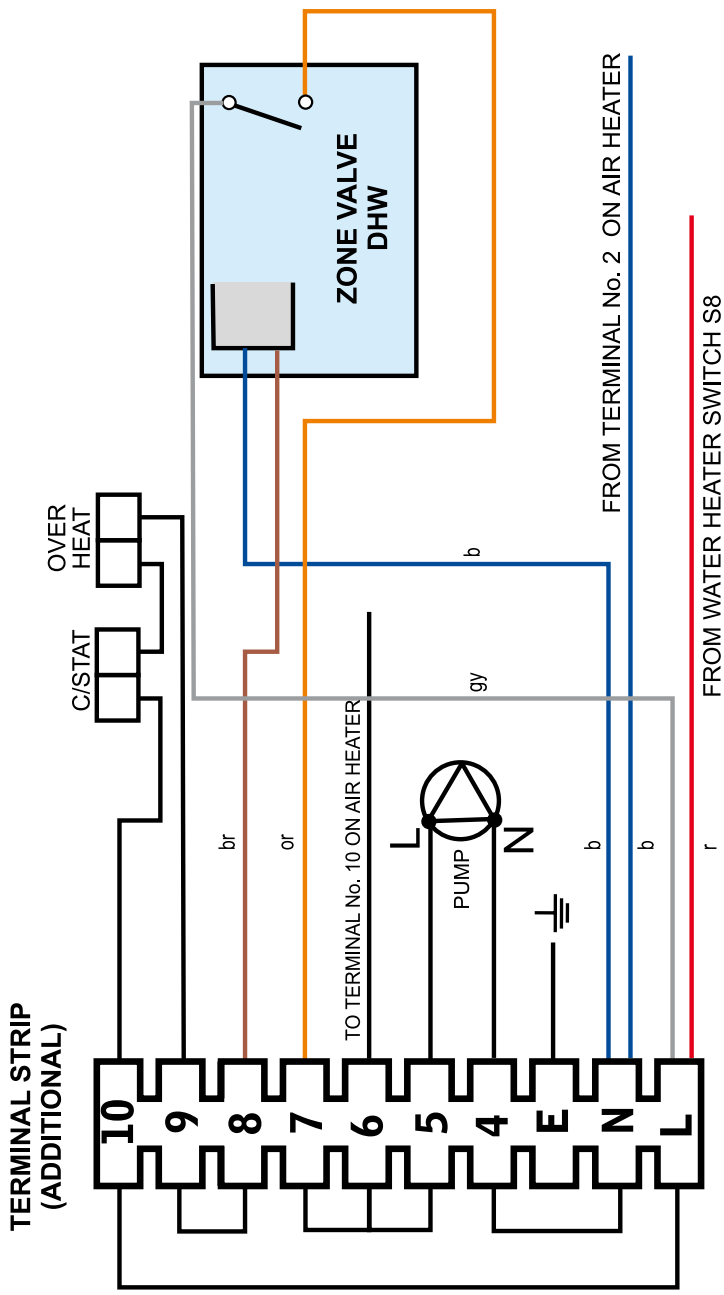 TERMINAL STRIP
(ADDITIONAL)
10
9
8
7
6
5
4
E
N
L
C/STAT
OVER
HEAT
br
or
TO TERMINAL No. 10 ON AIR HEATER
L
PUMP
N
gy
b
b
b
r
ZONE VALVE
DHW
FROM TERMINAL No. 2 ON AIR HEATER
FROM WATER HEATER SWITCH S8